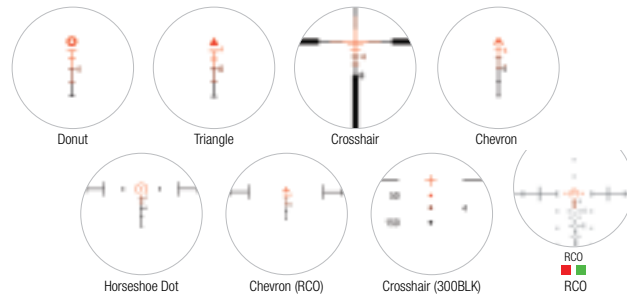 Donut
Triangle
Crosshair
Chevron
RCO
Horseshoe Dot
Chevron (RCO)
Crosshair (300BLK)
RCO